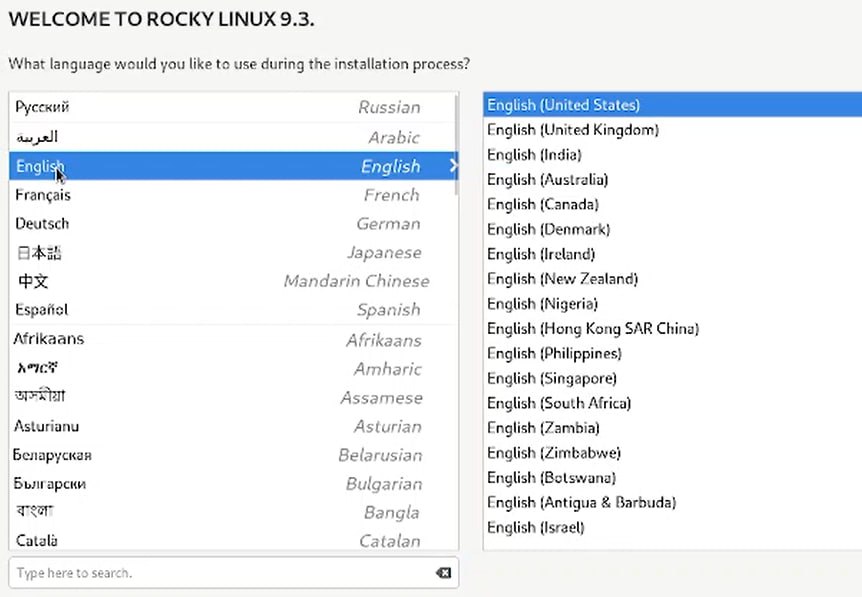 WELCOME TO ROCKY LINUX 9.3.
What language would you like to use during the installation process?
Русский Russian
العربية Arabic
English English
Français French
Deutsch German
日本語 Japanese
中文 Mandarin Chinese
Español Spanish
Afrikaans Afrikaans
አማርኛ Amharic
অসমীয়া Assamese
Asturianu Asturian
Беларуская Belarusian
Български Bulgarian
বাংলা Bangla
Català Catalan
Type here to search.
English (United States)
English (United Kingdom)
English (India)
English (Australia)
English (Canada)
English (Denmark)
English (Ireland)
English (New Zealand)
English (Nigeria)
English (Hong Kong SAR China)
English (Philippines)
English (Singapore)
English (South Africa)
English (Zambia)
English (Zimbabwe)
English (Botswana)
English (Antigua & Barbuda)
English (Israel)